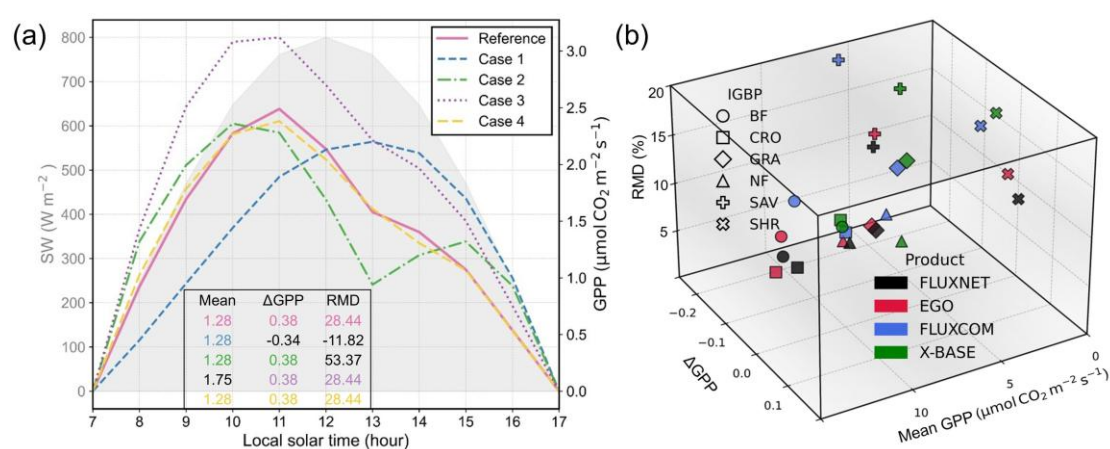 (a)
800
700
600
500
400
300
200
100
0
SW (W m⁻²)
Reference
Case 1
Case 2
Case 3
Case 4
3.0
2.5
2.0
1.5
1.0
0.5
0.0
GPP (μmol CO₂ m⁻² s⁻¹)
Mean ΔGPP RMD
1.28 0.38 28.44
1.28 -0.34 -11.82
1.28 0.38 53.37
1.75 0.38 28.44
1.28 0.38 28.44
7 8 9 10 11 12 13 14 15 16 17
Local solar time (hour)
(b)
20
15
10
5
RMD (%)
IGBP
BF
CRO
GRA
NF
SAV
SHR
Product
FLUXNET
EGO
FLUXCOM
X-BASE
−0.2
−0.1
0.0
0.1
ΔGPP
10
5
0
Mean GPP (μmol CO₂ m⁻² s⁻¹)